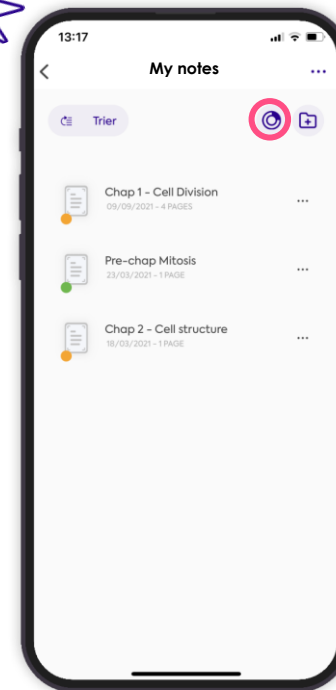 13:17
My notes
Trier
Chap 1 - Cell Division
09/09/2021 - 4 PAGES
Pre-chap Mitosis
23/03/2021 - 1 PAGE
Chap 2 - Cell structure
18/03/2021 - 1 PAGE